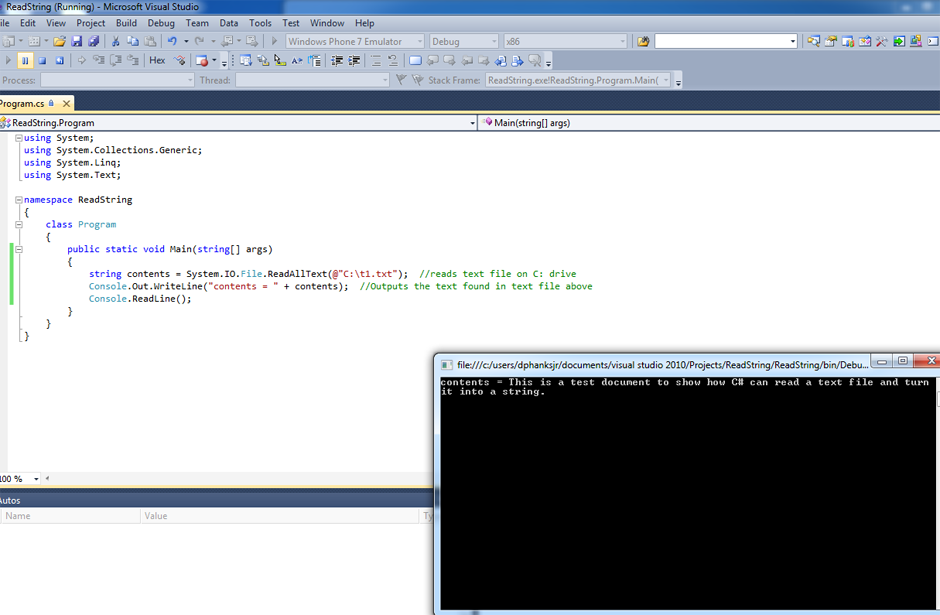 ReadString (Running) - Microsoft Visual Studio
ile Edit View Project Build Debug Team Data Tools Test Window Help
Windows Phone 7 Emulator Debug x86
Hex
Process: Thread: Stack Frame: ReadString.exe!ReadString.Program.Main(
Program.cs
ReadString.Program Main(string[] args)
using System;
using System.Collections.Generic;
using System.Linq;
using System.Text;
namespace ReadString
{
class Program
{
public static void Main(string[] args)
{
string contents = System.IO.File.ReadAllText(@"C:\t1.txt"); //reads text file on C: drive
Console.Out.WriteLine("contents = " + contents); //Outputs the text found in text file above
Console.ReadLine();
}
}
}
file:///c:/users/dphanksjr/documents/visual studio 2010/Projects/ReadString/ReadString/bin/Debu...
contents = This is a test document to show how C# can read a text file and turn
it into a string.
100 %
Autos
Name Value Ty